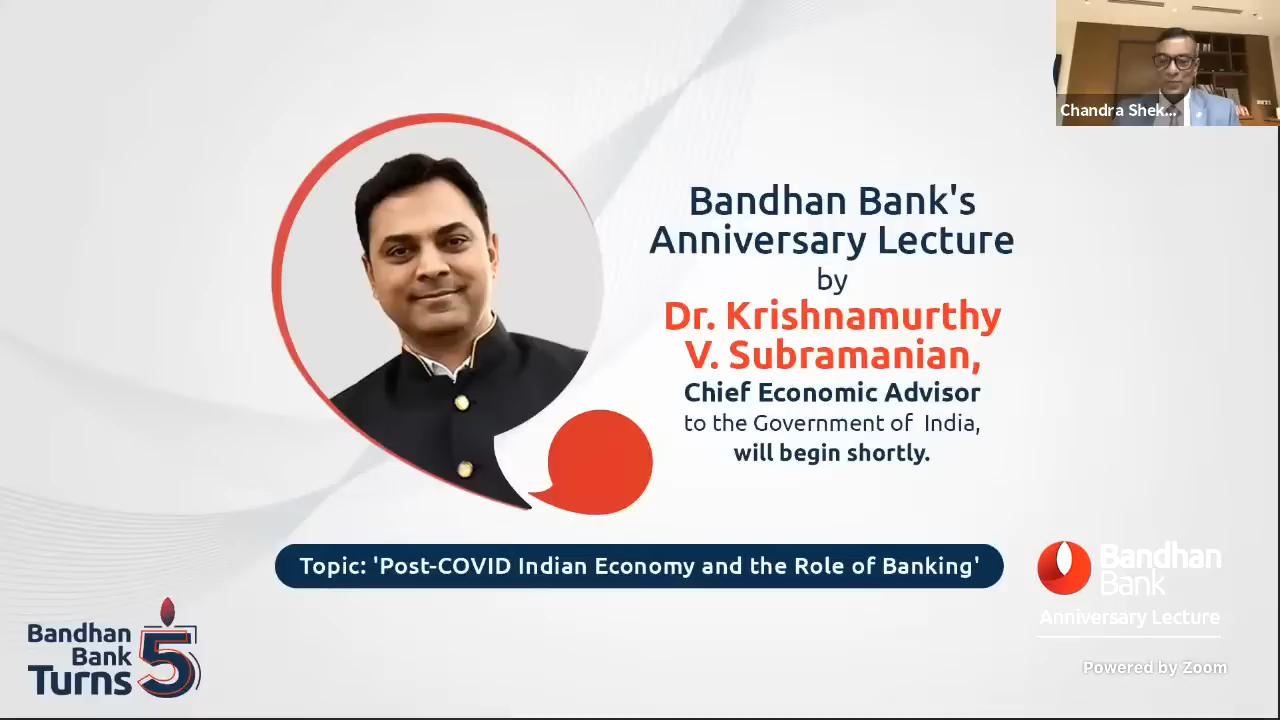 Chandra Shek...
Bandhan Bank's
Anniversary Lecture
by
Dr. Krishnamurthy
V. Subramanian,
Chief Economic Advisor
to the Government of India,
will begin shortly.
Topic: 'Post-COVID Indian Economy and the Role of Banking'
Bandhan
Bank
Anniversary Lecture
Powered by Zoom
Bandhan
Bank
Turns 5